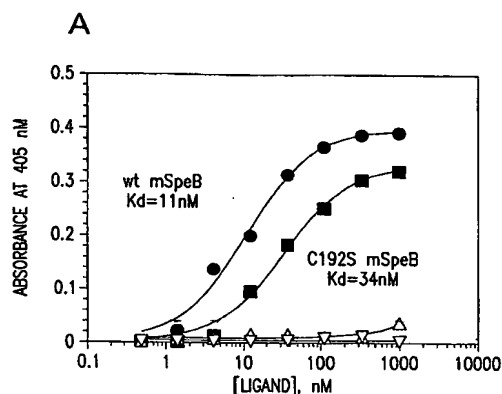 A
ABSORBANCE AT 405 nM
0.5
0.4
0.3
0.2
0.1
0
wt mSpeB
Kd=11nM
C192S mSpeB
Kd=34nM
0.1 1 10 100 1000 10000
[LIGAND], nM